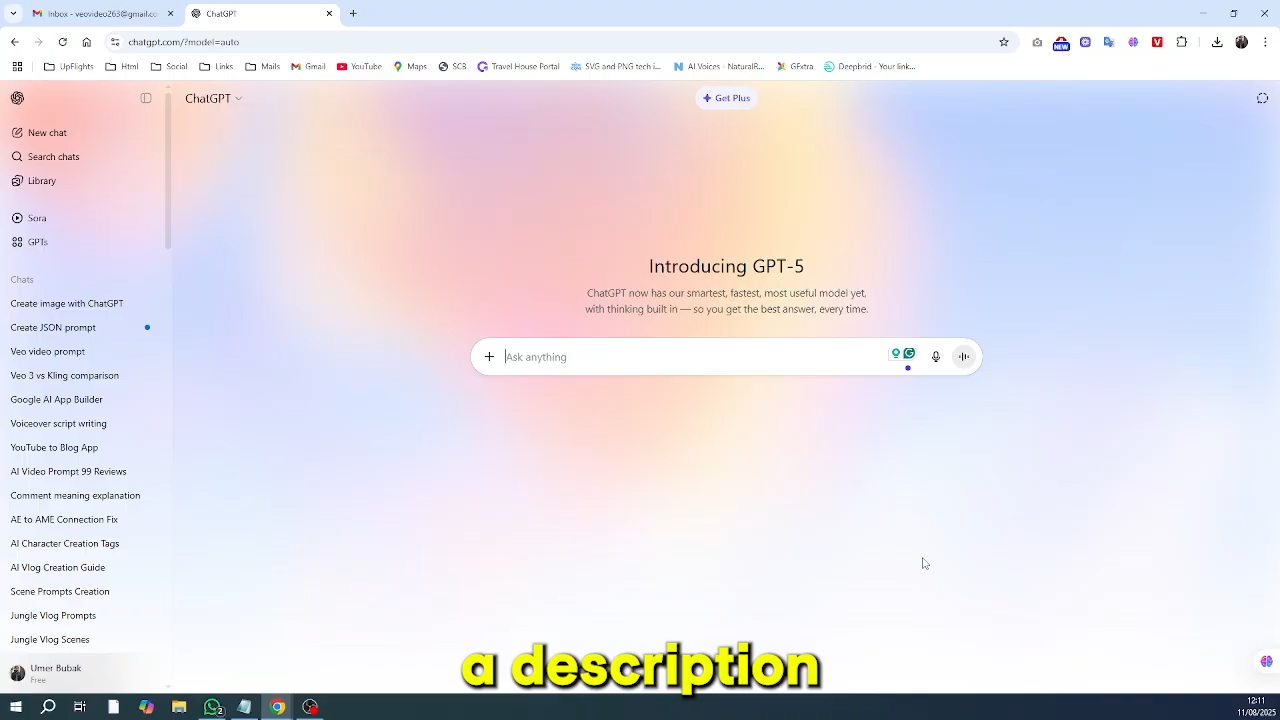 Inbox - veovideo263@gmail.co
ChatGPT
chatgpt.com/?model=auto
NEW
UpFlights
Html
Social
Links
Mails
Gmail
YouTube
Maps
SCB
Travel House Portal
SVG and PNG tech i...
AI Voices - NaturalR...
GFxtra
Deepbrid - Your link...
ChatGPT
Get Plus
New chat
Search chats
Library
Sora
GPTs
Chats
Create image with ChatGPT
Create JSON prompt
Veo prompt creation
Veo 3 vs Kling comparison
Google AI App Builder
Voiceover script writing
YouTube to Blog App
AI Video Prompt 99 Reviews
Comment meaning explanation
AE to AME Connection Fix
AI Character Creation Tags
AI Vlog Creation Guide
Scene Prompts Creation
Jungle Vlog Prompts
Jungle Vlog Scenes
Umer Bubak
Free
Introducing GPT-5
ChatGPT now has our smartest, fastest, most useful model yet,
with thinking built in — so you get the best answer, every time.
Ask anything
a description
12:11
11/08/2025